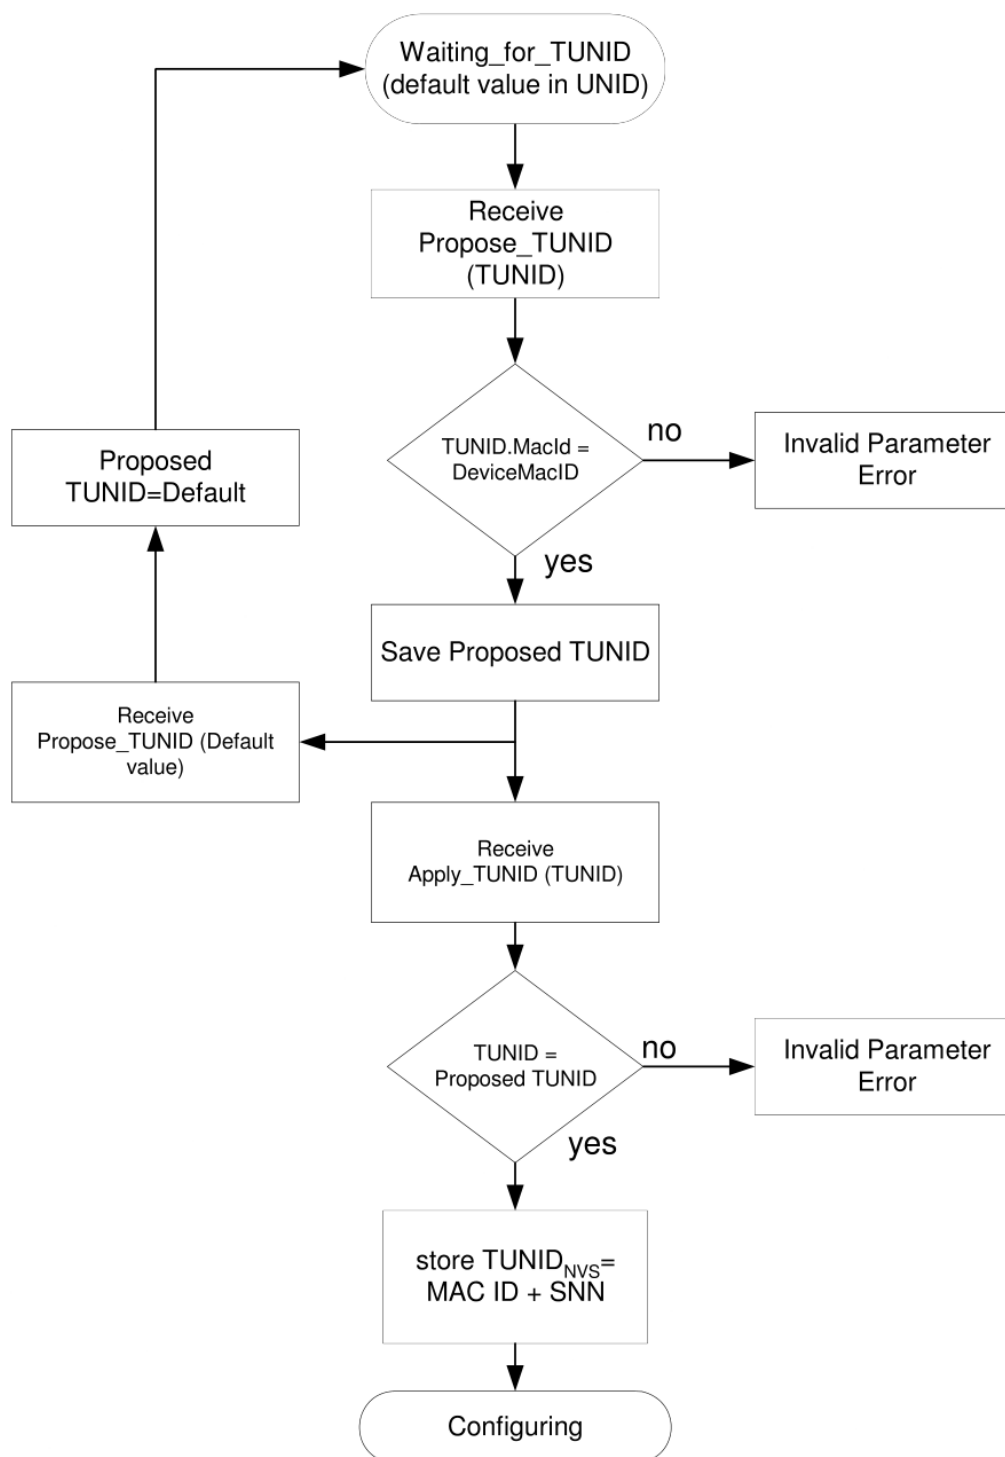 Waiting_for_TUNID
(default value in UNID)
Receive
Propose_TUNID
(TUNID)
TUNID.MacId =
DeviceMacID
no
Invalid Parameter
Error
yes
Proposed
TUNID=Default
Save Proposed TUNID
Receive
Propose_TUNID (Default
value)
Receive
Apply_TUNID (TUNID)
TUNID =
Proposed TUNID
no
Invalid Parameter
Error
yes
store TUNID_NVS=
MAC ID + SNN
Configuring